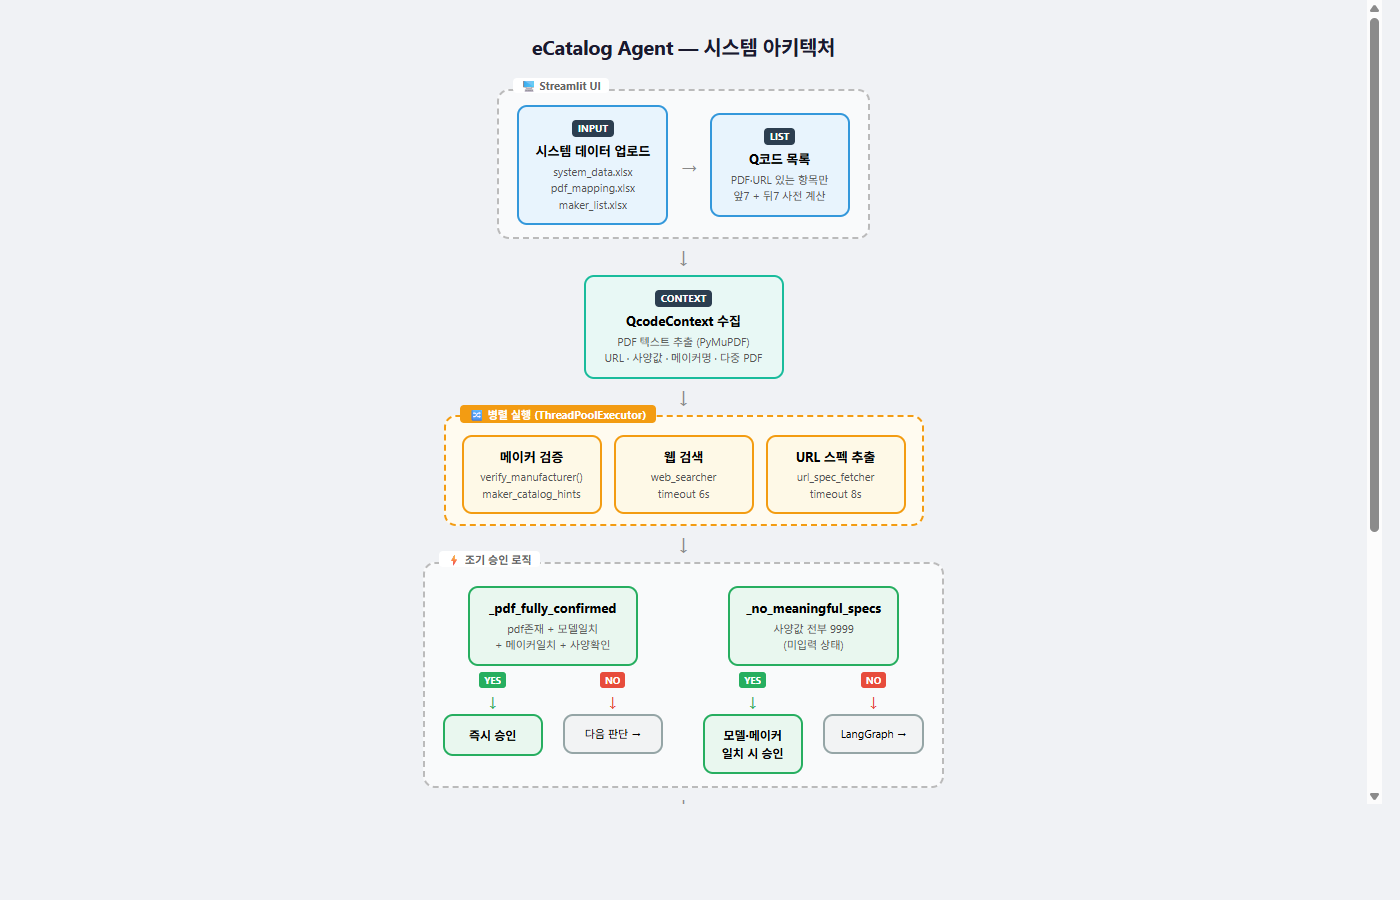 eCatalog Agent — 시스템 아키텍처
Streamlit UI
INPUT
시스템 데이터 업로드
system_data.xlsx
pdf_mapping.xlsx
maker_list.xlsx
→
LIST
Q코드 목록
PDF·URL 있는 항목만
앞7 + 뒤7 사전 계산
↓
CONTEXT
QcodeContext 수집
PDF 텍스트 추출 (PyMuPDF)
URL · 사양값 · 메이커명 · 다중 PDF
↓
병렬 실행 (ThreadPoolExecutor)
메이커 검증
verify_manufacturer()
maker_catalog_hints
웹 검색
web_searcher
timeout 6s
URL 스펙 추출
url_spec_fetcher
timeout 8s
↓
조기 승인 로직
_pdf_fully_confirmed
pdf존재 + 모델일치
+ 메이커일치 + 사양확인
YES
↓
즉시 승인
NO
↓
다음 판단 →
_no_meaningful_specs
사양값 전부 9999
(미입력 상태)
YES
↓
모델·메이커
일치 시 승인
NO
↓
LangGraph →